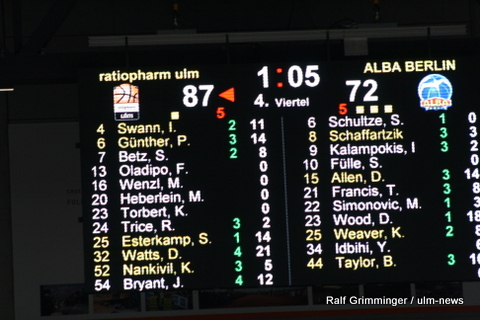 ratiopharm ulm 1:05 ALBA BERLIN
87 4. Viertel 72
5 5
4 Swann, I. 2 11
6 Günther, P. 3 14
7 Betz, S. 2 8
13 Oladipo, F. 0
16 Wenzl, M. 0
20 Heberlein, M. 0
23 Torbert, K. 0
24 Trice, R. 3 2
25 Esterkamp, S. 1 14
32 Watts, D. 4 21
52 Nankivil, K. 3 5
54 Bryant, J. 4 12
6 Schultze, S. 1 0
8 Schaffartzik 3 3
9 Kalampokis, I 3
10 Fülle, S.
15 Allen, D. 3 14
21 Francis, T. 3
22 Simonovic, M. 1
23 Wood, D. 1 18
25 Weaver, K. 2
34 Idbihy, Y.
44 Taylor, B. 3
Ralf Grimminger / ulm-news